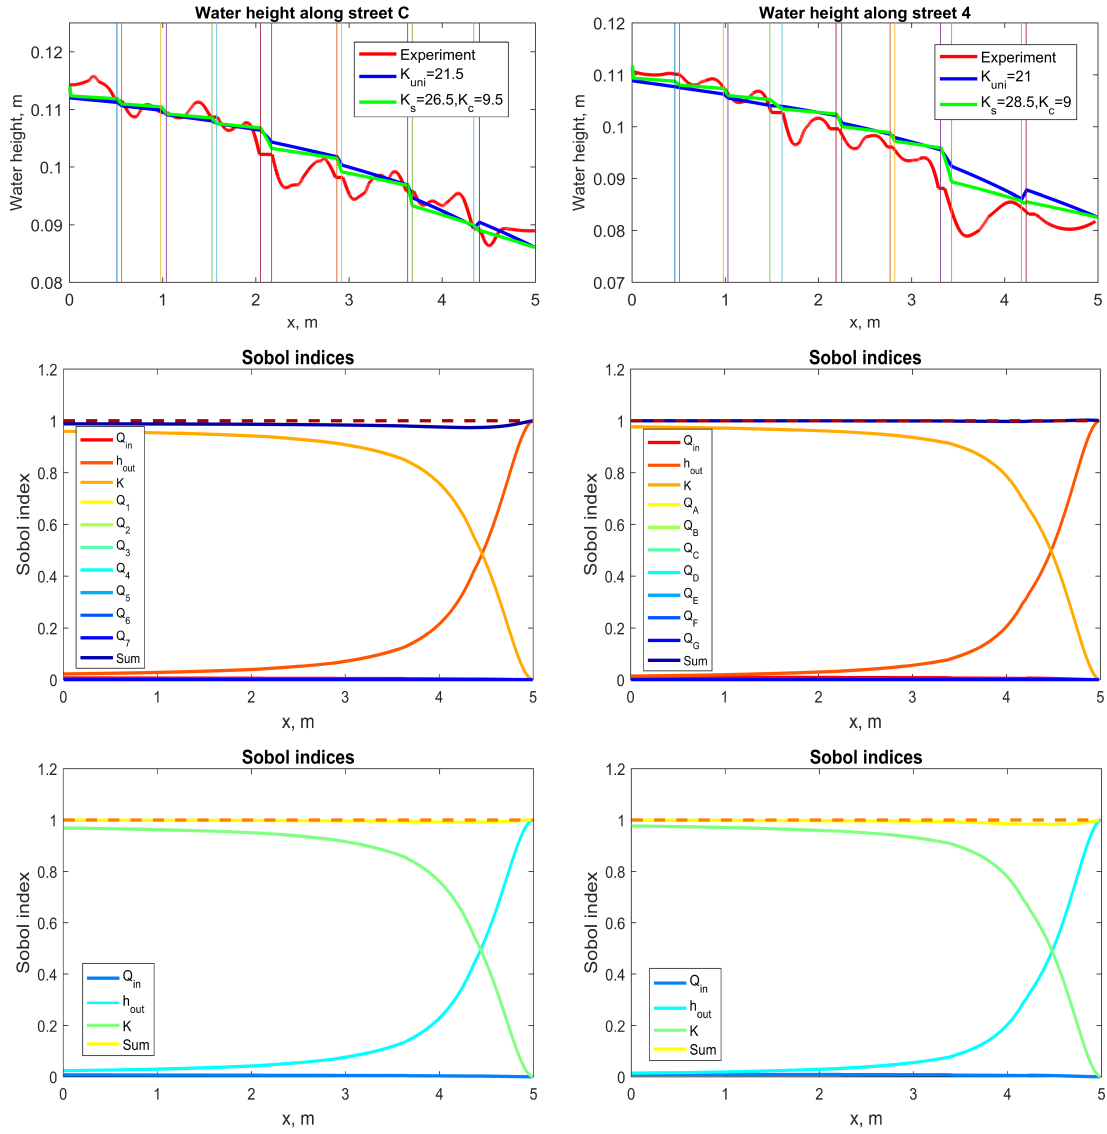 Water height along street C
0.12
0.11
0.1
0.09
0.08
Water height, m
0 1 2 3 4 5
x, m
Experiment
K_uni=21.5
K_s=26.5,K_c=9.5
Water height along street 4
0.12
0.11
0.1
0.09
0.08
0.07
Water height, m
0 1 2 3 4 5
x, m
Experiment
K_uni=21
K_s=28.5,K_c=9
Sobol indices
1.2
1
0.8
0.6
0.4
0.2
0
Sobol index
0 1 2 3 4 5
x, m
Q_in
h_out
K
Q_1
Q_2
Q_3
Q_4
Q_5
Q_6
Q_7
Sum
Sobol indices
1.2
1
0.8
0.6
0.4
0.2
0
Sobol index
0 1 2 3 4 5
x, m
Q_in
h_out
K
Q_A
Q_B
Q_C
Q_D
Q_E
Q_F
Q_G
Sum
Sobol indices
1.2
1
0.8
0.6
0.4
0.2
0
Sobol index
0 1 2 3 4 5
x, m
Q_in
h_out
K
Sum
Sobol indices
1.2
1
0.8
0.6
0.4
0.2
0
Sobol index
0 1 2 3 4 5
x, m
Q_in
h_out
K
Sum